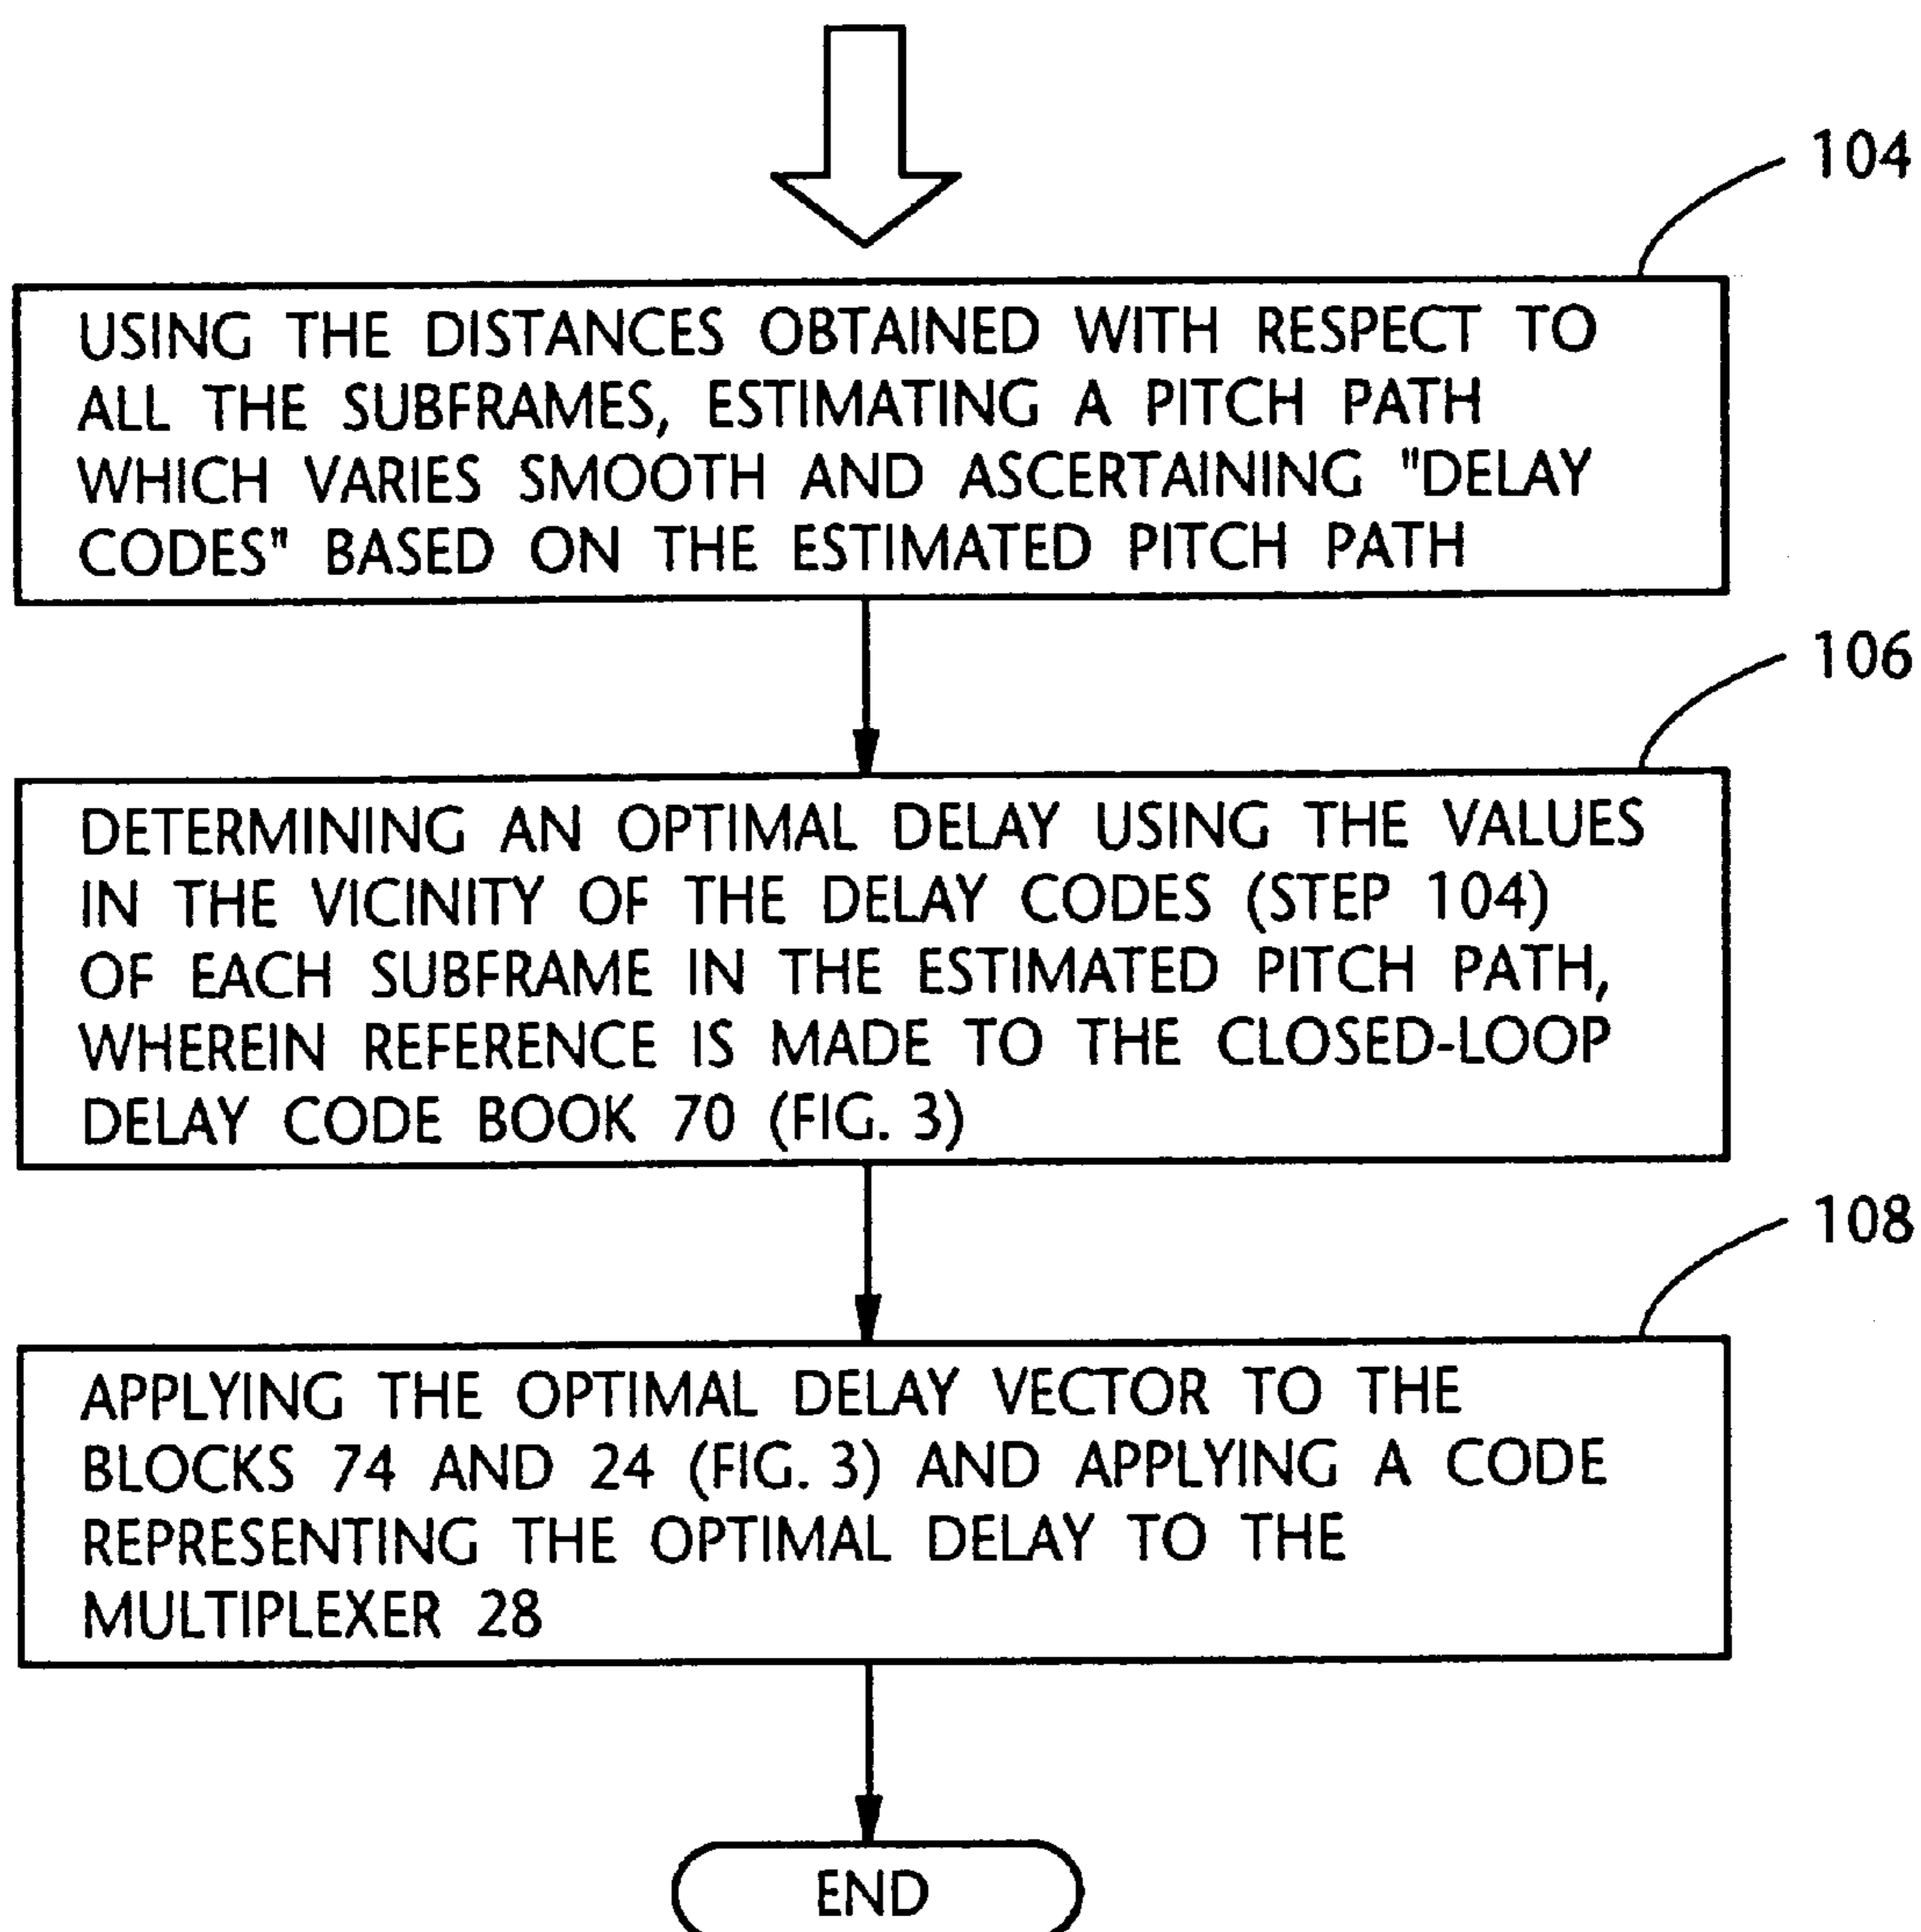 104
USING THE DISTANCES OBTAINED WITH RESPECT TO
ALL THE SUBFRAMES, ESTIMATING A PITCH PATH
WHICH VARIES SMOOTH AND ASCERTAINING "DELAY
CODES" BASED ON THE ESTIMATED PITCH PATH
106
DETERMINING AN OPTIMAL DELAY USING THE VALUES
IN THE VICINITY OF THE DELAY CODES (STEP 104)
OF EACH SUBFRAME IN THE ESTIMATED PITCH PATH,
WHEREIN REFERENCE IS MADE TO THE CLOSED-LOOP
DELAY CODE BOOK 70 (FIG. 3)
108
APPLYING THE OPTIMAL DELAY VECTOR TO THE
BLOCKS 74 AND 24 (FIG. 3) AND APPLYING A CODE
REPRESENTING THE OPTIMAL DELAY TO THE
MULTIPLEXER 28
END